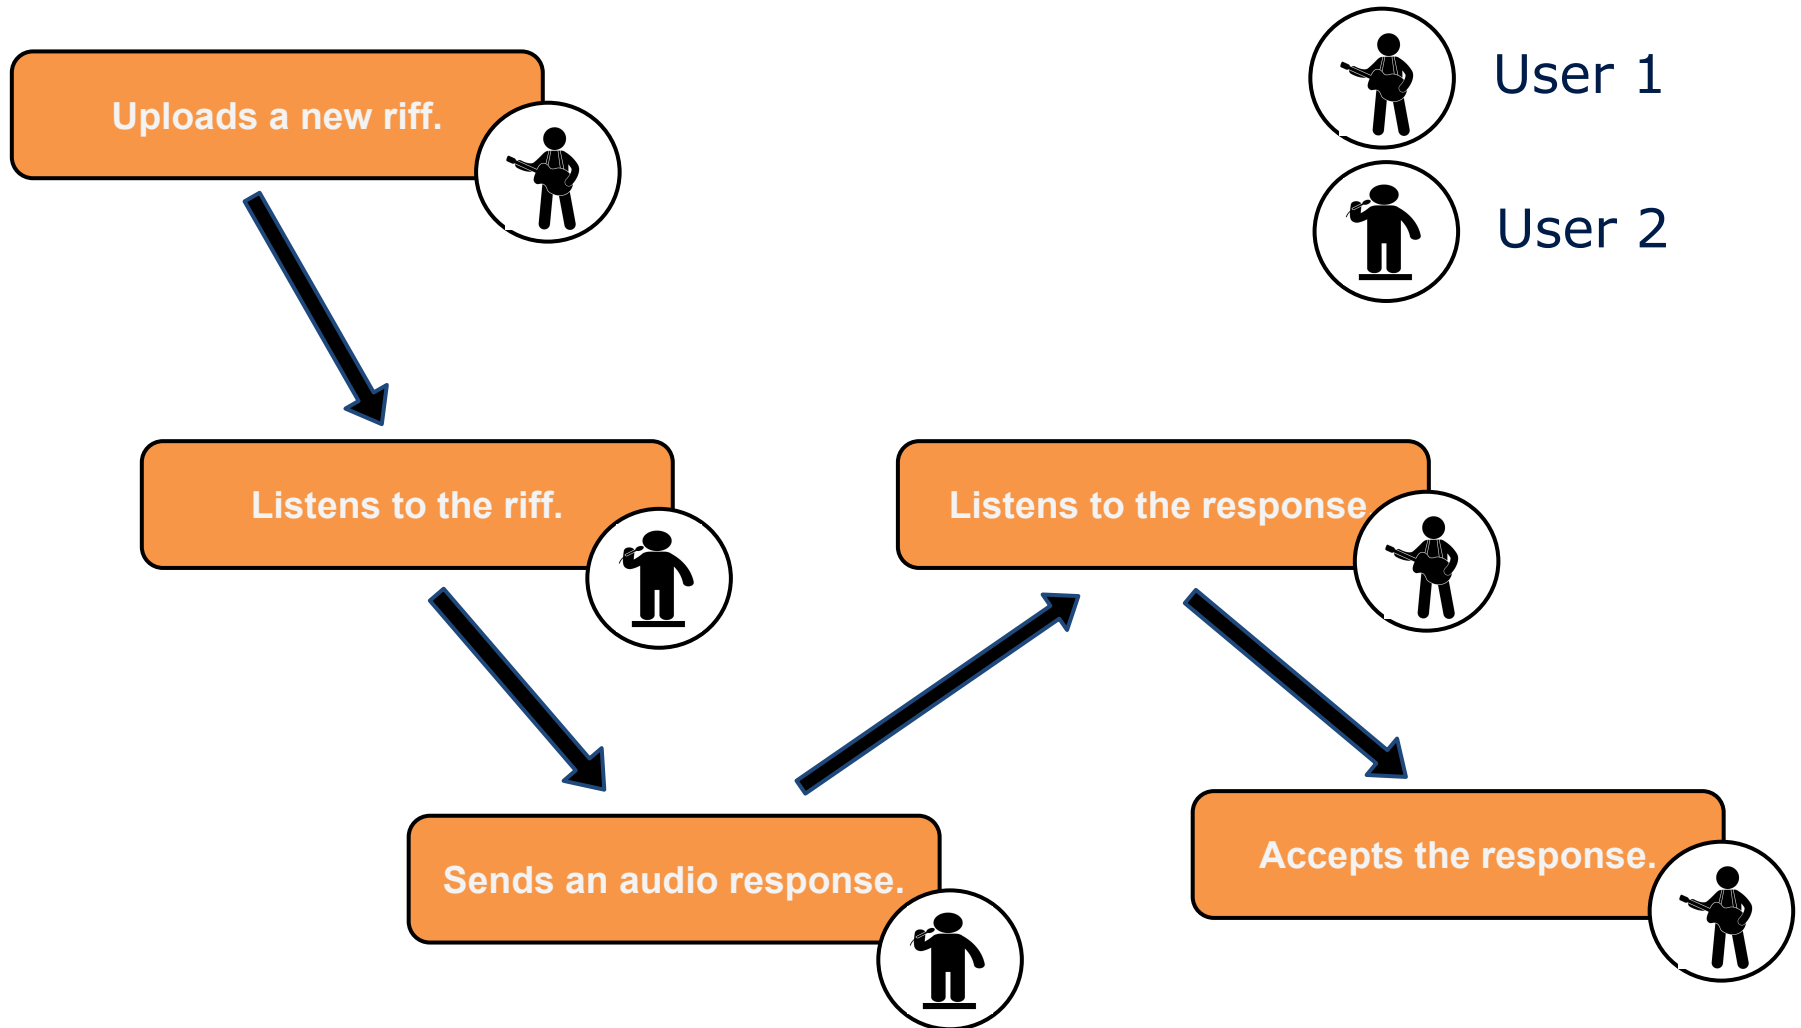 Uploads a new riff.
User 1
User 2
Listens to the riff.
Listens to the response
Sends an audio response.
Accepts the response.